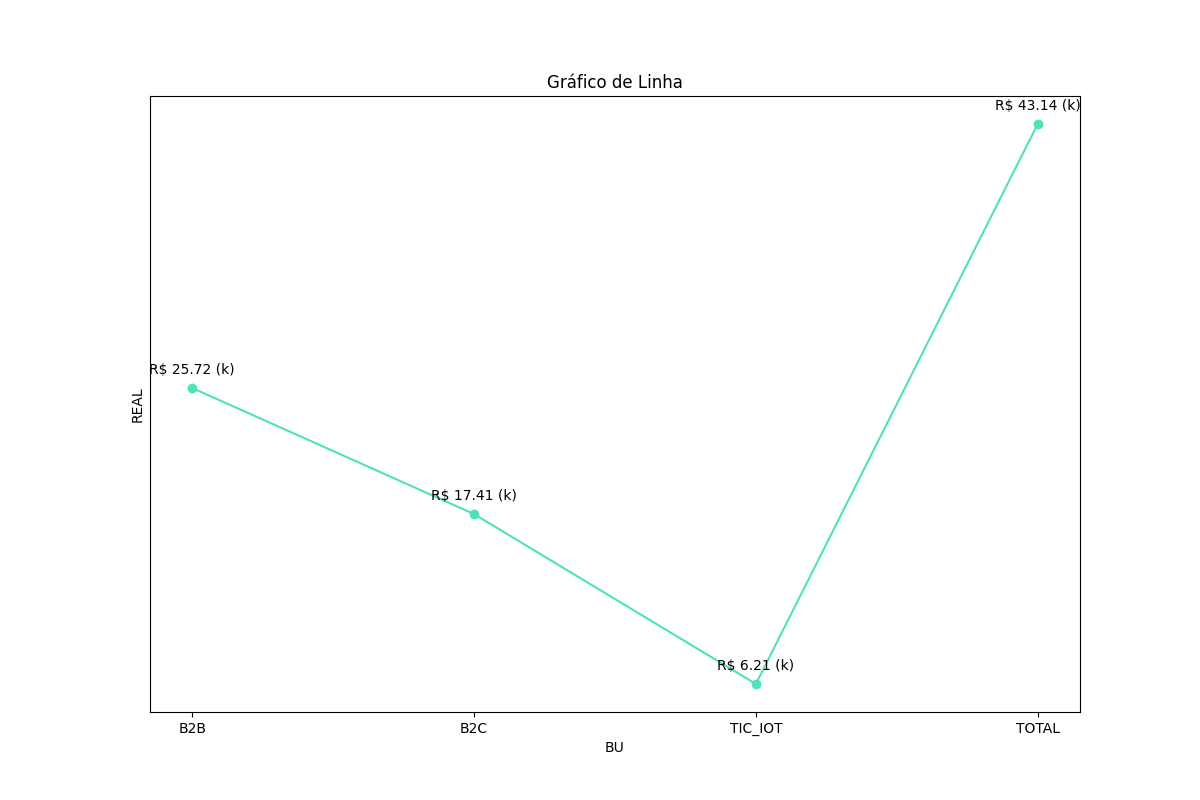 Gráfico de Linha
R$ 43.14 (k)
R$ 25.72 (k)
REAL
R$ 17.41 (k)
R$ 6.21 (k)
B2B
B2C
TIC_IOT
TOTAL
BU